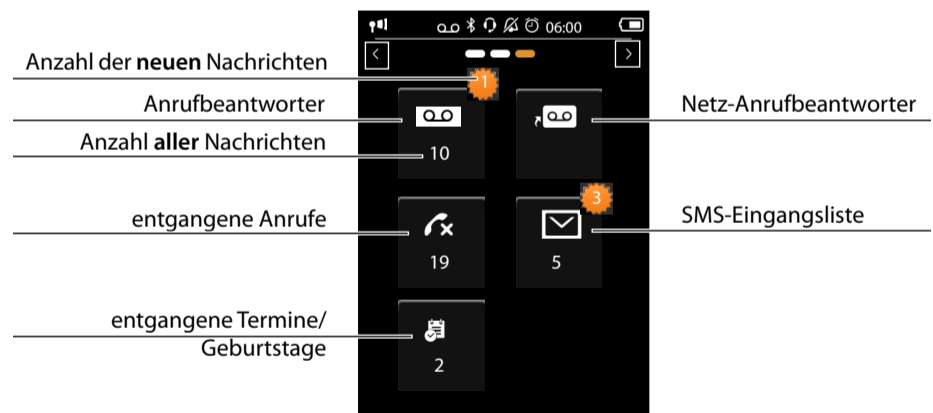 06:00
Anzahl der neuen Nachrichten
1
Anrufbeantworter
Netz-Anrufbeantworter
Anzahl aller Nachrichten
10
3
entgangene Anrufe
SMS-Eingangsliste
19
5
entgangene Termine/
Geburtstage
2